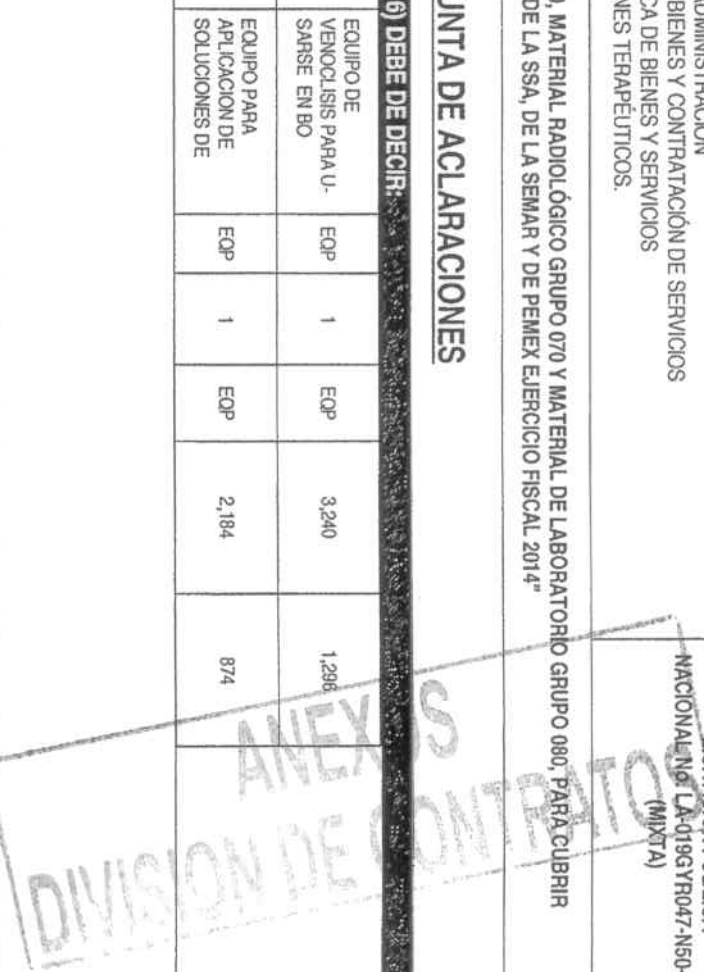 DMINISTRACIÓN
BIENES Y CONTRATACIÓN DE SERVICIOS
CA DE BIENES Y SERVICIOS
NES TERAPÉUTICOS.
NACIONAL No. LA-019GYR047-N50-
(MIXTA)
, MATERIAL RADIOLÓGICO GRUPO 070 Y MATERIAL DE LABORATORIO GRUPO 080, PARA CUBRIR
DE LA SSA, DE LA SEMAR Y DE PEMEX EJERCICIO FISCAL 2014"
UNTA DE ACLARACIONES
6) DEBE DE DECIR:
EQUIPO DE
VENOCLISIS PARA U-
SARSE EN BO
EQP
1
EQP
3,240
1,296
EQUIPO PARA
APLICACION DE
SOLUCIONES DE
EQP
1
EQP
2,184
874
ANEXOS
DIVISION DE CONTRATOS